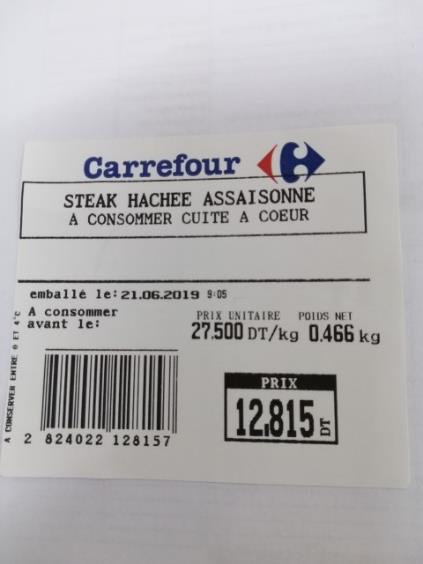 Carrefour
STEAK HACHEE ASSAISONNE
A CONSOMMER CUITE A COEUR
emballé le: 21.06.2019 9:05
A consommer
avant le:
PRIX UNITAIRE POIDS NET
27.500 DT/kg 0.466 kg
PRIX
12,815 DT
2 824022 128157
A CONSERVER ENTRE 0 ET 4°C